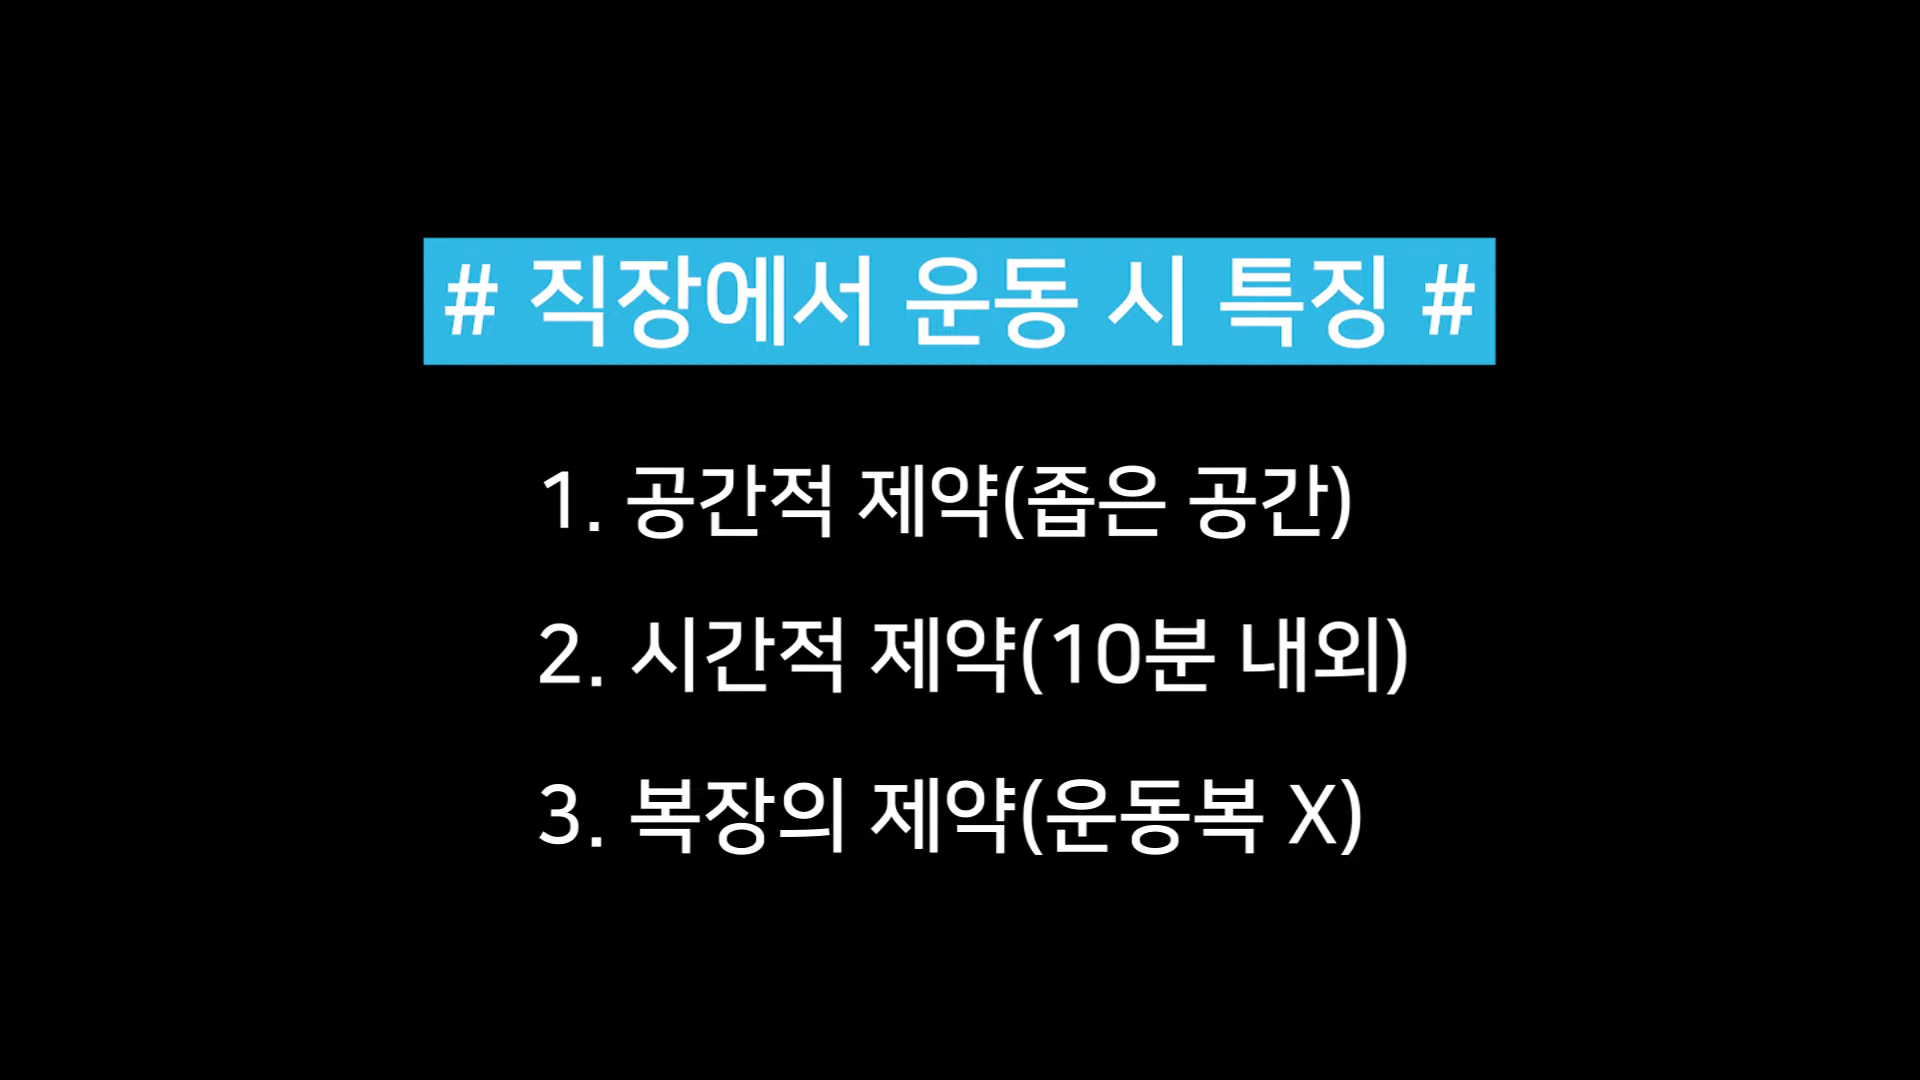 # 직장에서 운동 시 특징 #
1. 공간적 제약(좁은 공간)
2. 시간적 제약(10분 내외)
3. 복장의 제약(운동복 X)